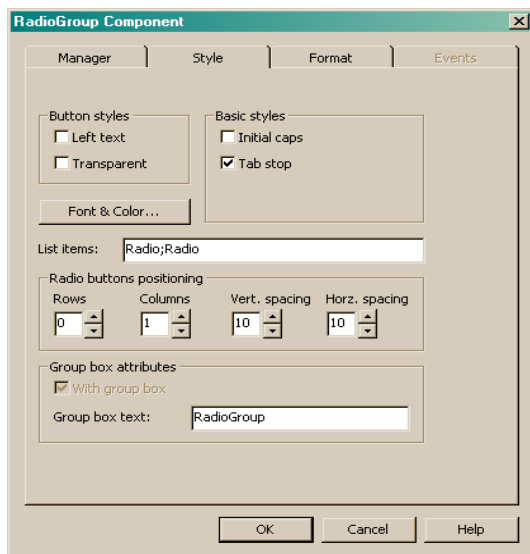 RadioGroup Component
Manager Style Format Events
Button styles Basic styles
Left text Initial caps
Transparent Tab stop
Font & Color...
List items: Radio;Radio
Radio buttons positioning
Rows Columns Vert. spacing Horz. spacing
0 1 10 10
Group box attributes
With group box
Group box text: RadioGroup
OK Cancel Help